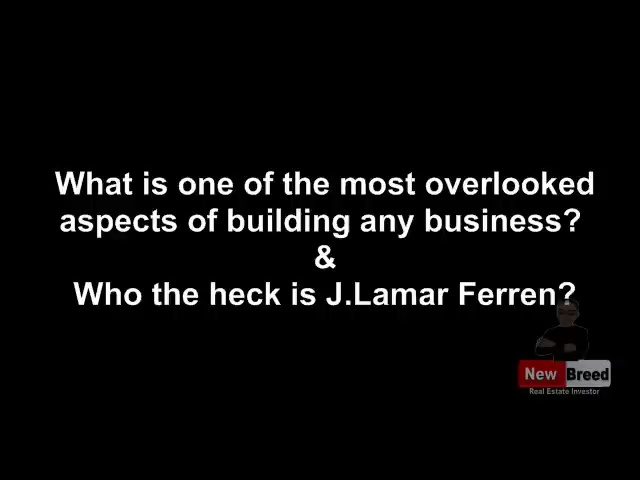 What is one of the most overlooked
aspects of building any business?
&
Who the heck is J.Lamar Ferren?
New Breed
Real Estate Investor